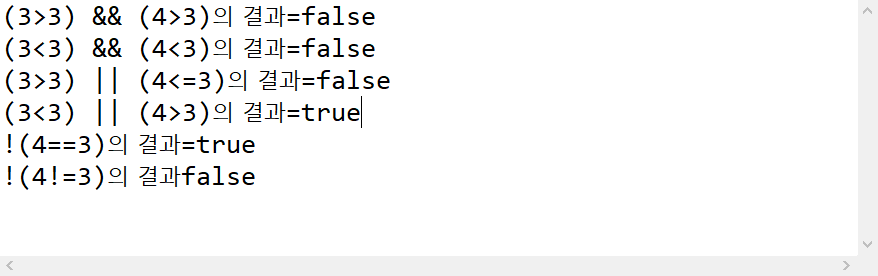 (3>3) && (4>3)의 결과=false
(3<3) && (4<3)의 결과=false
(3>3) || (4<=3)의 결과=false
(3<3) || (4>3)의 결과=true
!(4==3)의 결과=true
!(4!=3)의 결과false